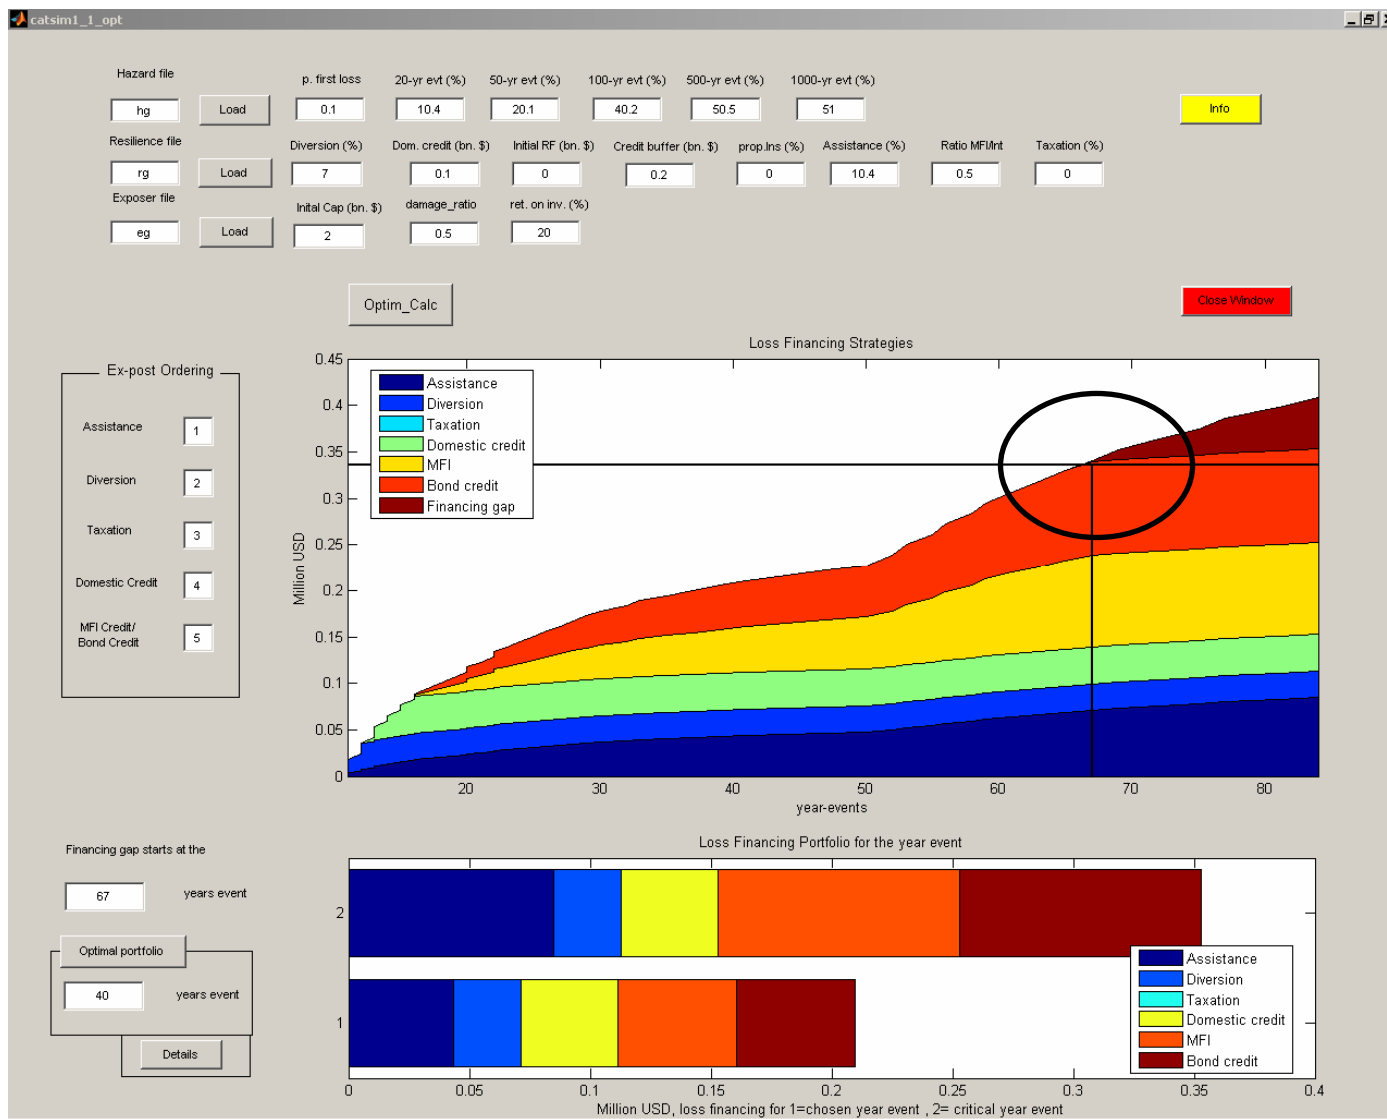 catsim1_1_opt
Hazard file
p. first loss
20-yr evt (%)
50-yr evt (%)
100-yr evt (%)
500-yr evt (%)
1000-yr evt (%)
hg
Load
0.1
10.4
20.1
40.2
50.5
51
Info
Resilience file
Diversion (%)
Dom. credit (bn. $)
Initial RF (bn. $)
Credit buffer (bn. $)
prop.Ins (%)
Assistance (%)
Ratio MFI/Int
Taxation (%)
rg
Load
7
0.1
0
0.2
0
10.4
0.5
0
Exposer file
Inital Cap (bn. $)
damage_ratio
ret. on inv. (%)
eg
Load
2
0.5
20
Optim_Calc
Close Window
Ex-post Ordering
Assistance
1
Diversion
2
Taxation
3
Domestic Credit
4
MFI Credit/
Bond Credit
5
Loss Financing Strategies
0.45
0.4
0.35
0.3
0.25
0.2
0.15
0.1
0.05
0
Million USD
Assistance
Diversion
Taxation
Domestic credit
MFI
Bond credit
Financing gap
20
30
40
50
60
70
80
year-events
Financing gap starts at the
67
years event
Optimal portfolio
40
years event
Details
Loss Financing Portfolio for the year event
2
1
Assistance
Diversion
Taxation
Domestic credit
MFI
Bond credit
0
0.05
0.1
0.15
0.2
0.25
0.3
0.35
0.4
Million USD, loss financing for 1=chosen year event , 2= critical year event